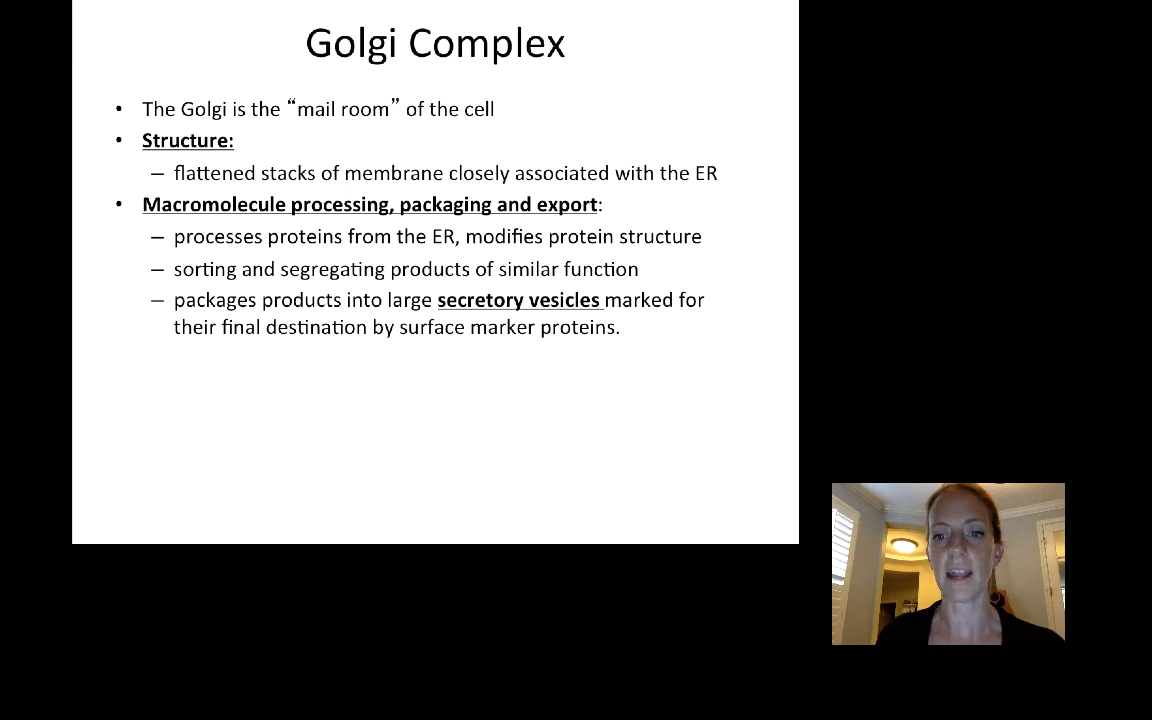 Golgi Complex
• The Golgi is the “mail room” of the cell
• Structure:
– flattened stacks of membrane closely associated with the ER
• Macromolecule processing, packaging and export:
– processes proteins from the ER, modifies protein structure
– sorting and segregating products of similar function
– packages products into large secretory vesicles marked for
their final destination by surface marker proteins.